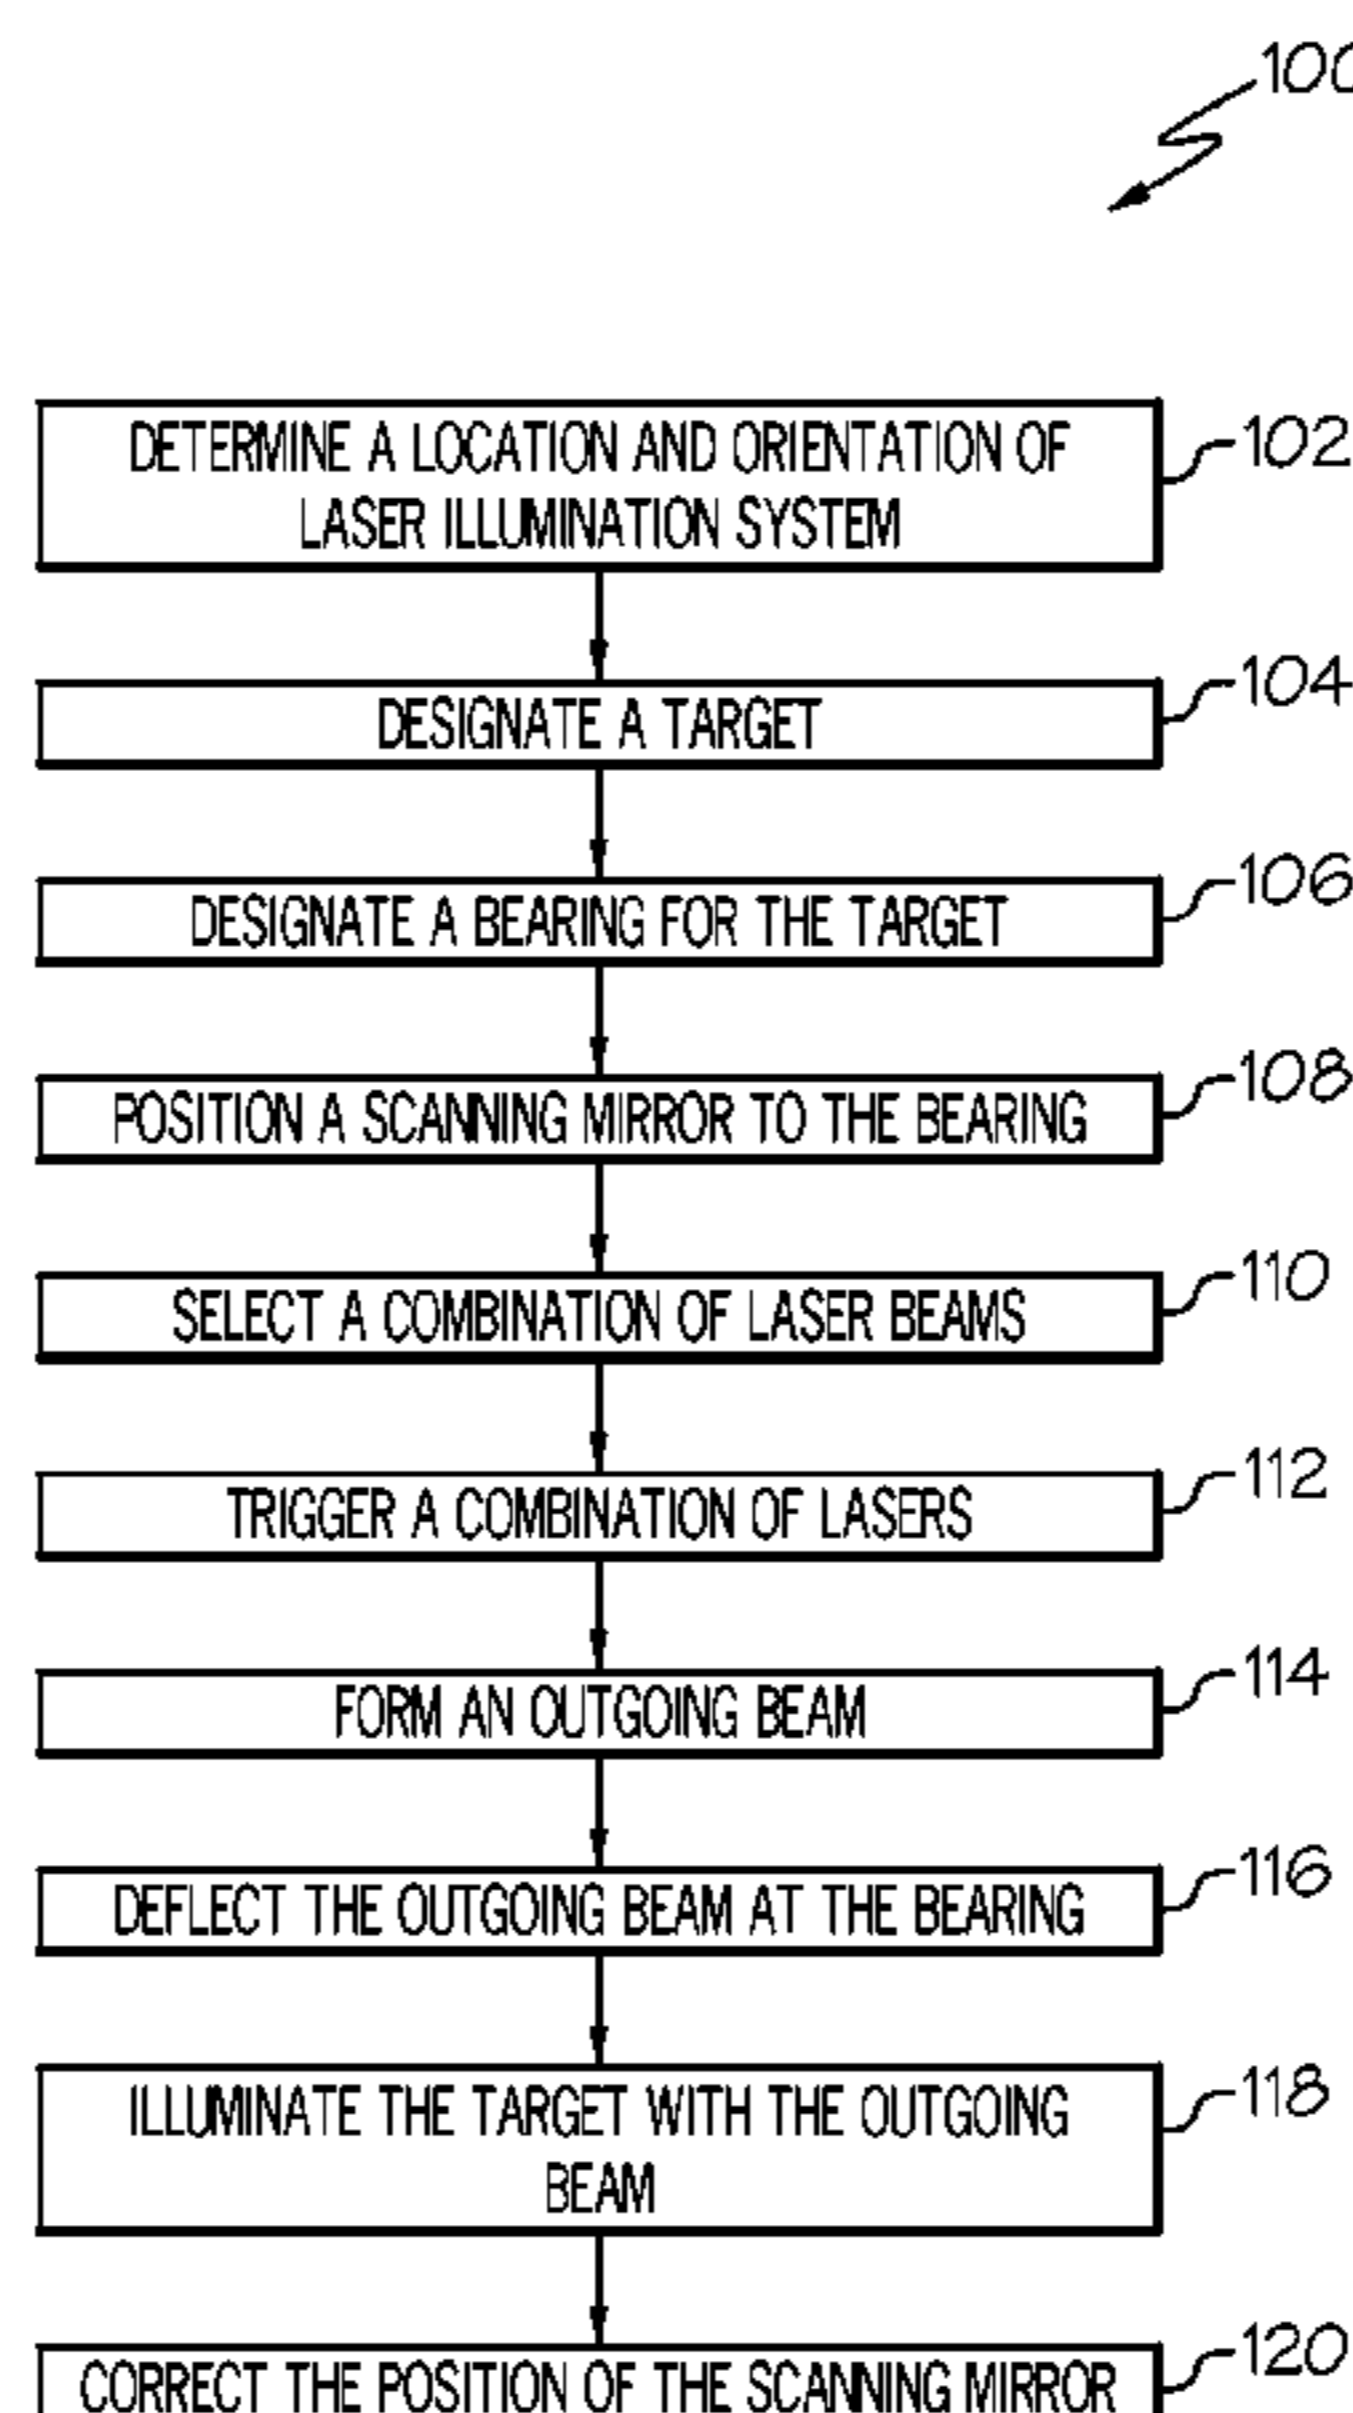 100
DETERMINE A LOCATION AND ORIENTATION OF
LASER ILLUMINATION SYSTEM
102
DESIGNATE A TARGET
104
DESIGNATE A BEARING FOR THE TARGET
106
POSITION A SCANNING MIRROR TO THE BEARING
108
SELECT A COMBINATION OF LASER BEAMS
110
TRIGGER A COMBINATION OF LASERS
112
FORM AN OUTGOING BEAM
114
DEFLECT THE OUTGOING BEAM AT THE BEARING
116
ILLUMINATE THE TARGET WITH THE OUTGOING
BEAM
118
CORRECT THE POSITION OF THE SCANNING MIRROR
120